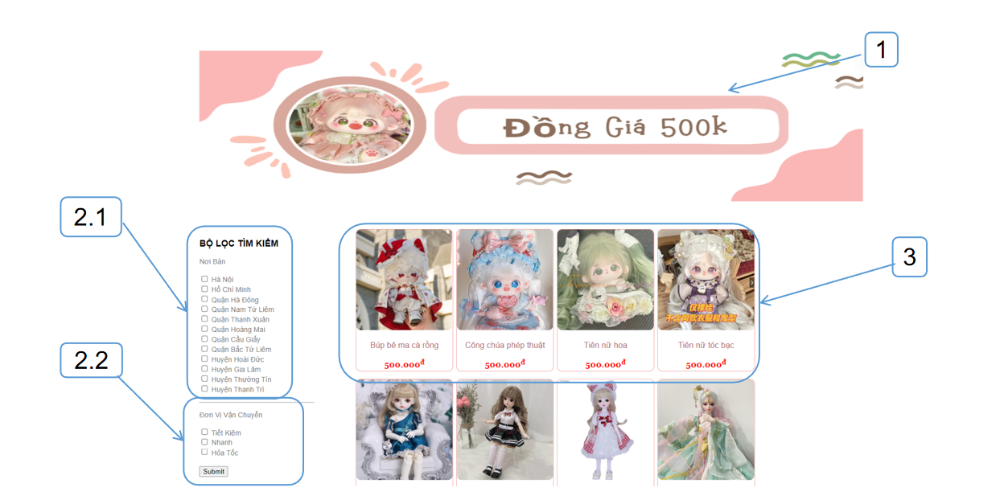 1
Đồng Giá 500k
2.1
BỘ LỌC TÌM KIẾM
Nơi Bán
Hà Nội
Hồ Chí Minh
Quận Hà Đông
Quận Nam Từ Liêm
Quận Thanh Xuân
Quận Hoàng Mai
Quận Cầu Giấy
Quận Bắc Từ Liêm
Huyện Hoài Đức
Huyện Gia Lâm
Huyện Thường Tín
Huyện Thanh Trì
2.2
Đơn Vị Vận Chuyển
Tiết Kiệm
Nhanh
Hỏa Tốc
Submit
3
仅裸娃
不含同款衣服和发型
Búp bê ma cà rồng
Công chúa phép thuật
Tiên nữ hoa
Tiên nữ tóc bạc
500.000đ
500.000đ
500.000đ
500.000đ